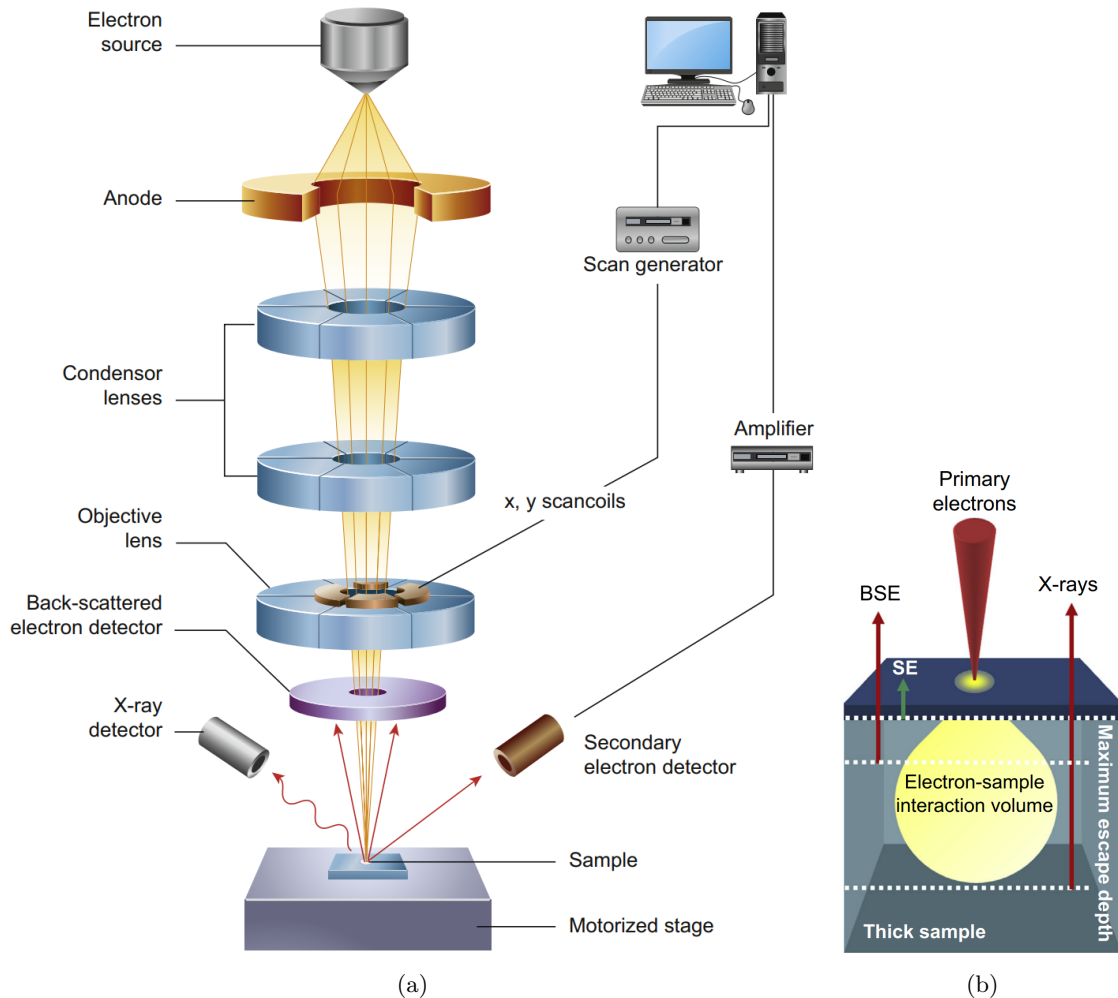 Electron
source
Anode
Scan generator
Condensor
lenses
Amplifier
x, y scancoils
Objective
lens
Back-scattered
electron detector
X-ray
detector
Secondary
electron detector
Sample
Motorized stage
(a)
Primary
electrons
BSE
X-rays
SE
Electron-sample
interaction volume
Maximum escape depth
Thick sample
(b)